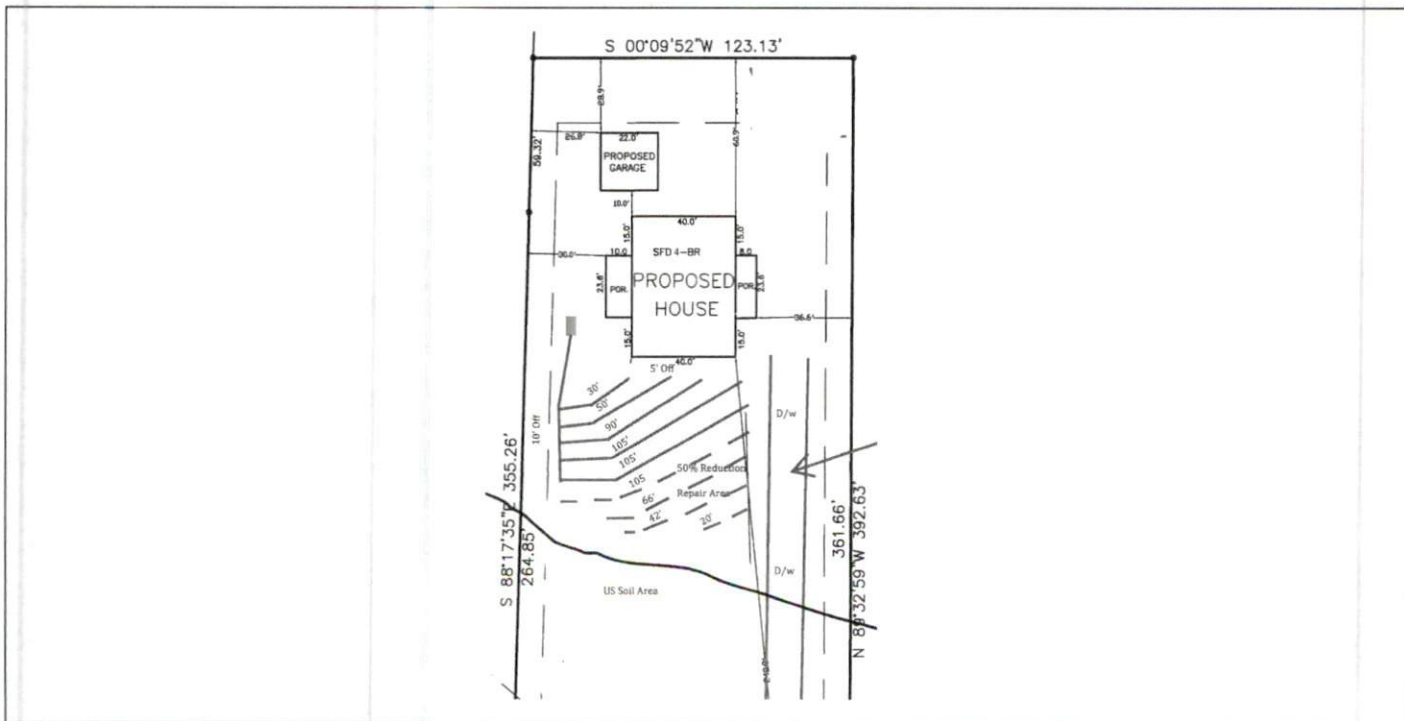 S 00°09'52"W 123.13'
28.9'
60.9'
59.32'
26.8'
22.0'
PROPOSED
GARAGE
10.0'
40.0'
15.0'
15.0'
30.0'
10.0
SFD 4-BR
8.0
23.6'
POR.
PROPOSED
HOUSE
POR.
23.6'
36.6'
15.0'
15.0'
40.0'
5' Off
30'
50'
90'
105'
105'
105
66'
42'
20'
10' Off
D/w
50% Reduction
Repair Area
S 88°17'35"E 355.26'
264.85'
361.66'
N 89°32'59"W 392.63'
D/w
US Soil Area